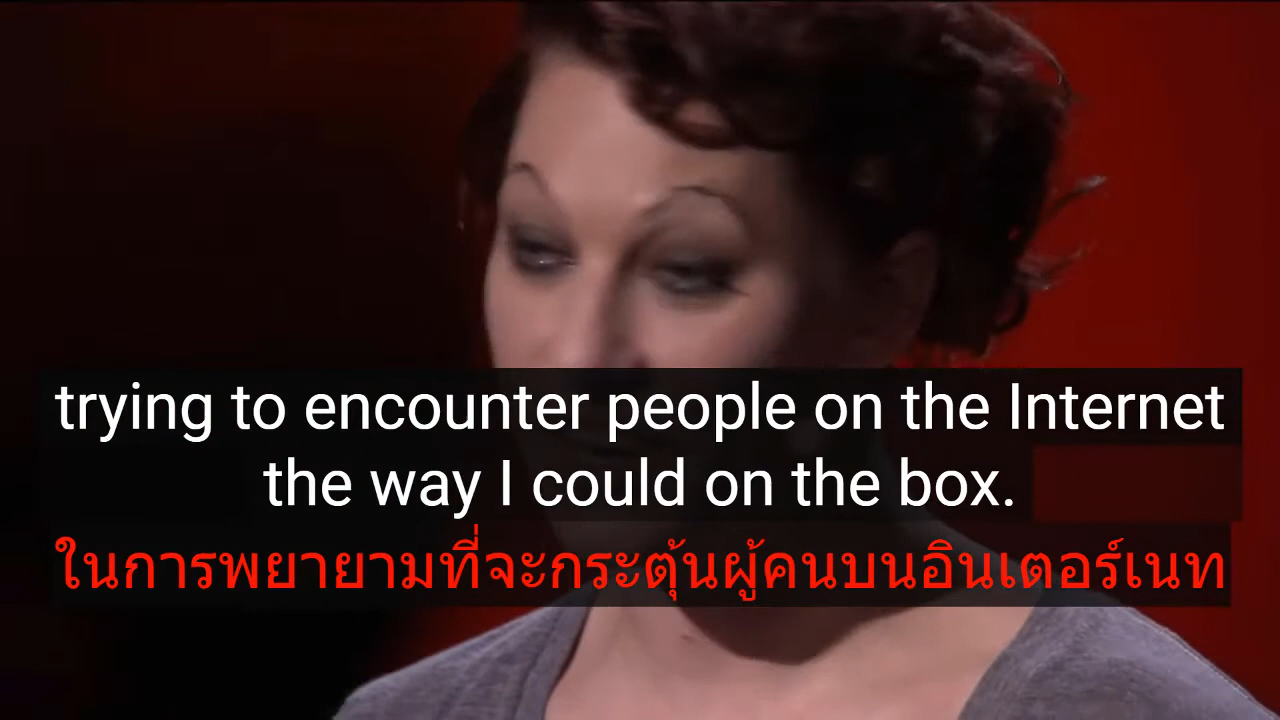 trying to encounter people on the Internet
the way I could on the box.
ในการพยายามที่จะกระตุ้นผู้คนบนอินเตอร์เนท